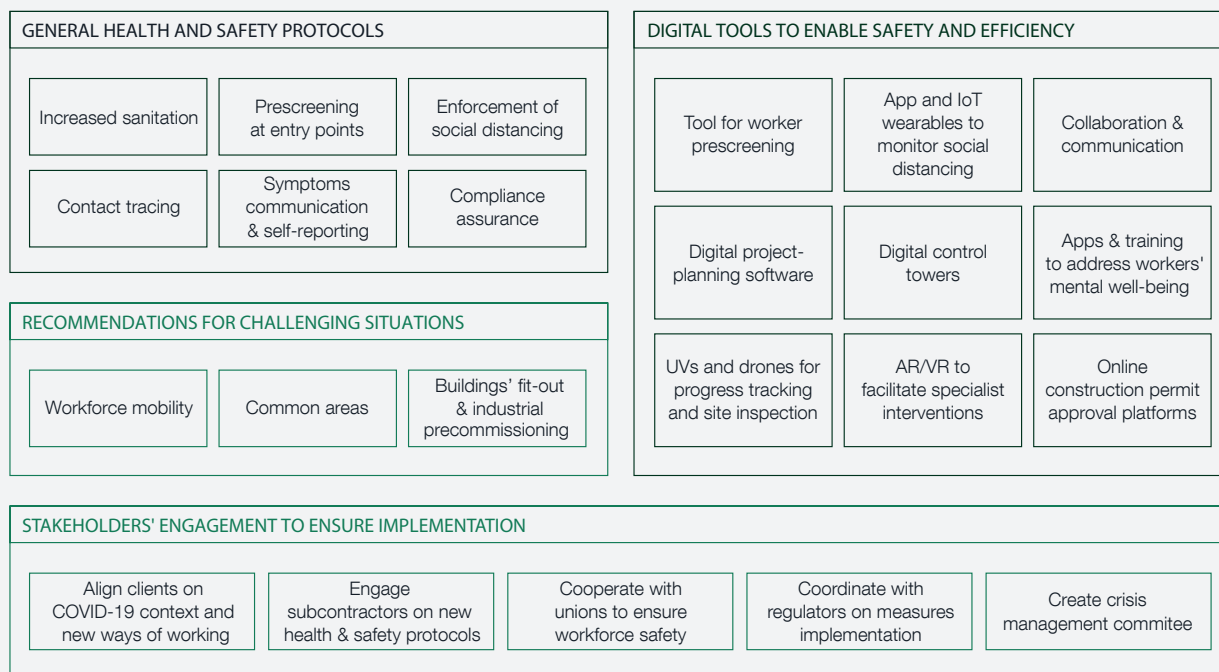 GENERAL HEALTH AND SAFETY PROTOCOLS
Increased sanitation
Prescreening
at entry points
Enforcement of
social distancing
Contact tracing
Symptoms
communication
& self-reporting
Compliance
assurance
RECOMMENDATIONS FOR CHALLENGING SITUATIONS
Workforce mobility
Common areas
Buildings' fit-out
& industrial
precommissioning
DIGITAL TOOLS TO ENABLE SAFETY AND EFFICIENCY
Tool for worker
prescreening
App and IoT
wearables to
monitor social
distancing
Collaboration &
communication
Digital project-
planning software
Digital control
towers
Apps & training
to address workers'
mental well-being
UVs and drones for
progress tracking
and site inspection
AR/VR to
facilitate specialist
interventions
Online
construction permit
approval platforms
STAKEHOLDERS' ENGAGEMENT TO ENSURE IMPLEMENTATION
Align clients on
COVID-19 context and
new ways of working
Engage
subcontractors on new
health & safety protocols
Cooperate with
unions to ensure
workforce safety
Coordinate with
regulators on measures
implementation
Create crisis
management commitee